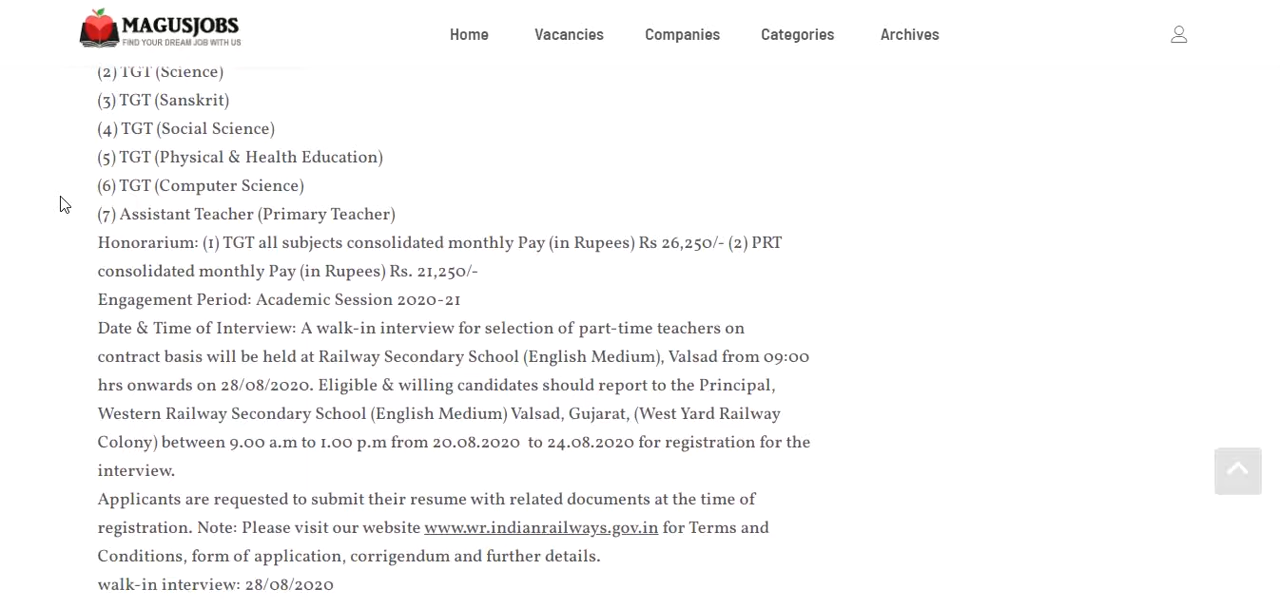 MAGUSJOBS
FIND YOUR DREAM JOB WITH US
Home Vacancies Companies Categories Archives
(2) TGT (Science)
(3) TGT (Sanskrit)
(4) TGT (Social Science)
(5) TGT (Physical & Health Education)
(6) TGT (Computer Science)
(7) Assistant Teacher (Primary Teacher)
Honorarium: (1) TGT all subjects consolidated monthly Pay (in Rupees) Rs 26,250/- (2) PRT
consolidated monthly Pay (in Rupees) Rs. 21,250/-
Engagement Period: Academic Session 2020-21
Date & Time of Interview: A walk-in interview for selection of part-time teachers on
contract basis will be held at Railway Secondary School (English Medium), Valsad from 09:00
hrs onwards on 28/08/2020. Eligible & willing candidates should report to the Principal,
Western Railway Secondary School (English Medium) Valsad, Gujarat, (West Yard Railway
Colony) between 9.00 a.m to 1.00 p.m from 20.08.2020 to 24.08.2020 for registration for the
interview.
Applicants are requested to submit their resume with related documents at the time of
registration. Note: Please visit our website www.wr.indianrailways.gov.in for Terms and
Conditions, form of application, corrigendum and further details.
walk-in interview: 28/08/2020